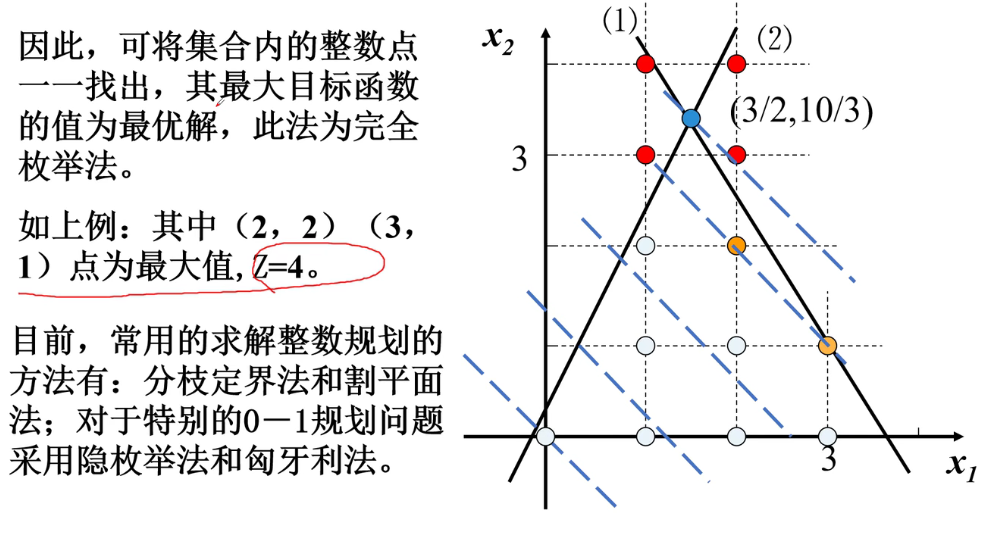 因此，可将集合内的整数点
一一找出，其最大目标函数
的值为最优解，此法为完全
枚举法。
如上例：其中（2，2）（3，
1）点为最大值, Z=4。
目前，常用的求解整数规划的
方法有：分枝定界法和割平面
法；对于特别的0－1规划问题
采用隐枚举法和匈牙利法。
x₂
(1)
(2)
(3/2,10/3)
3
3
x₁